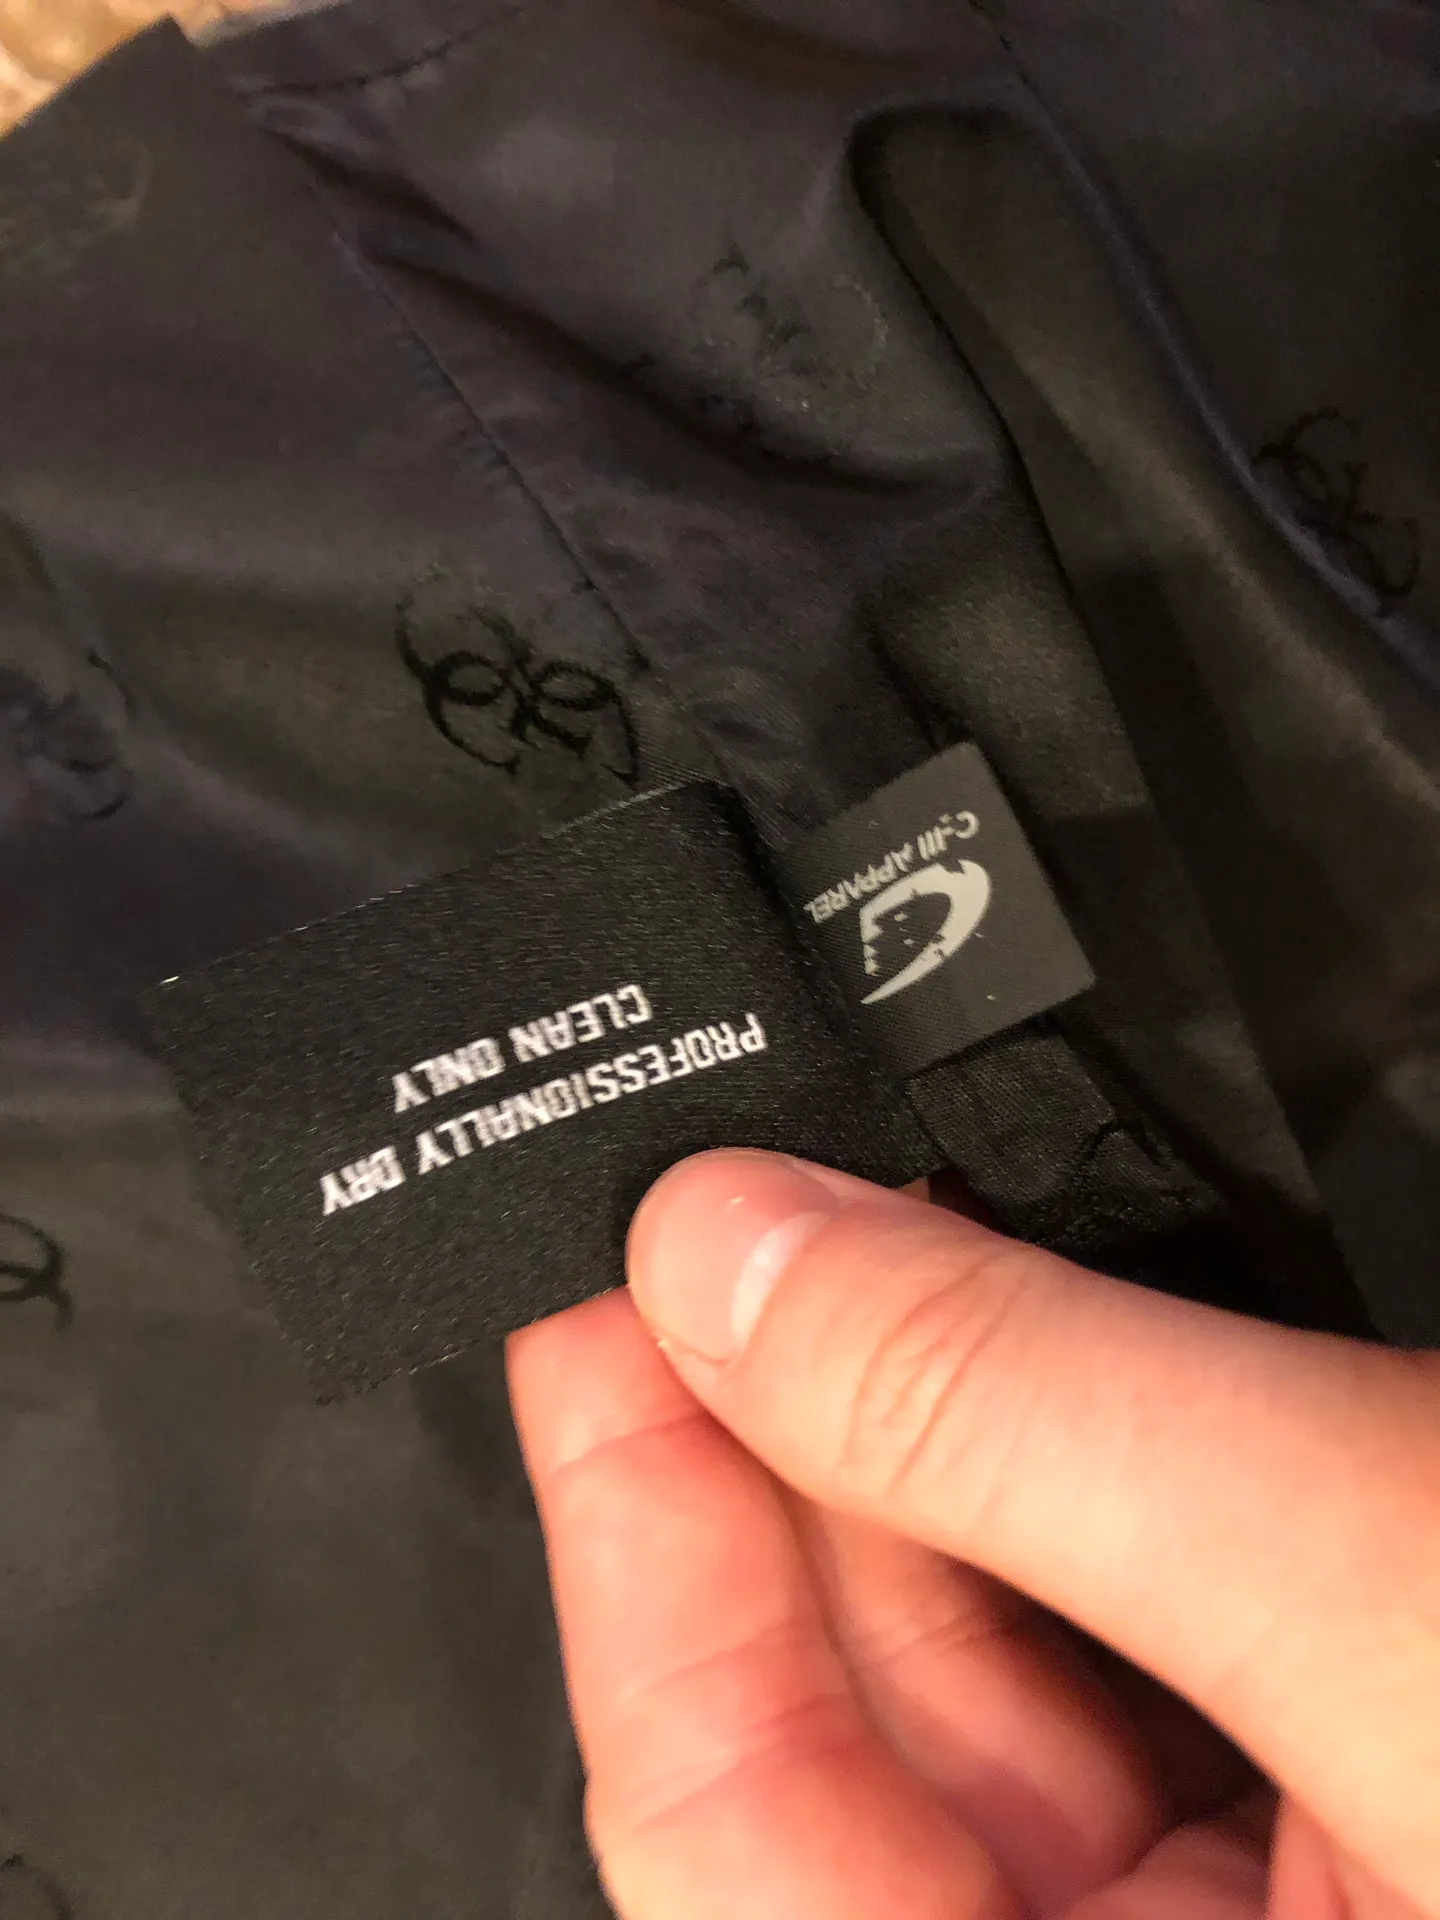 PROFESSIONALLY DRY
CLEAN ONLY
C-III APPAREL